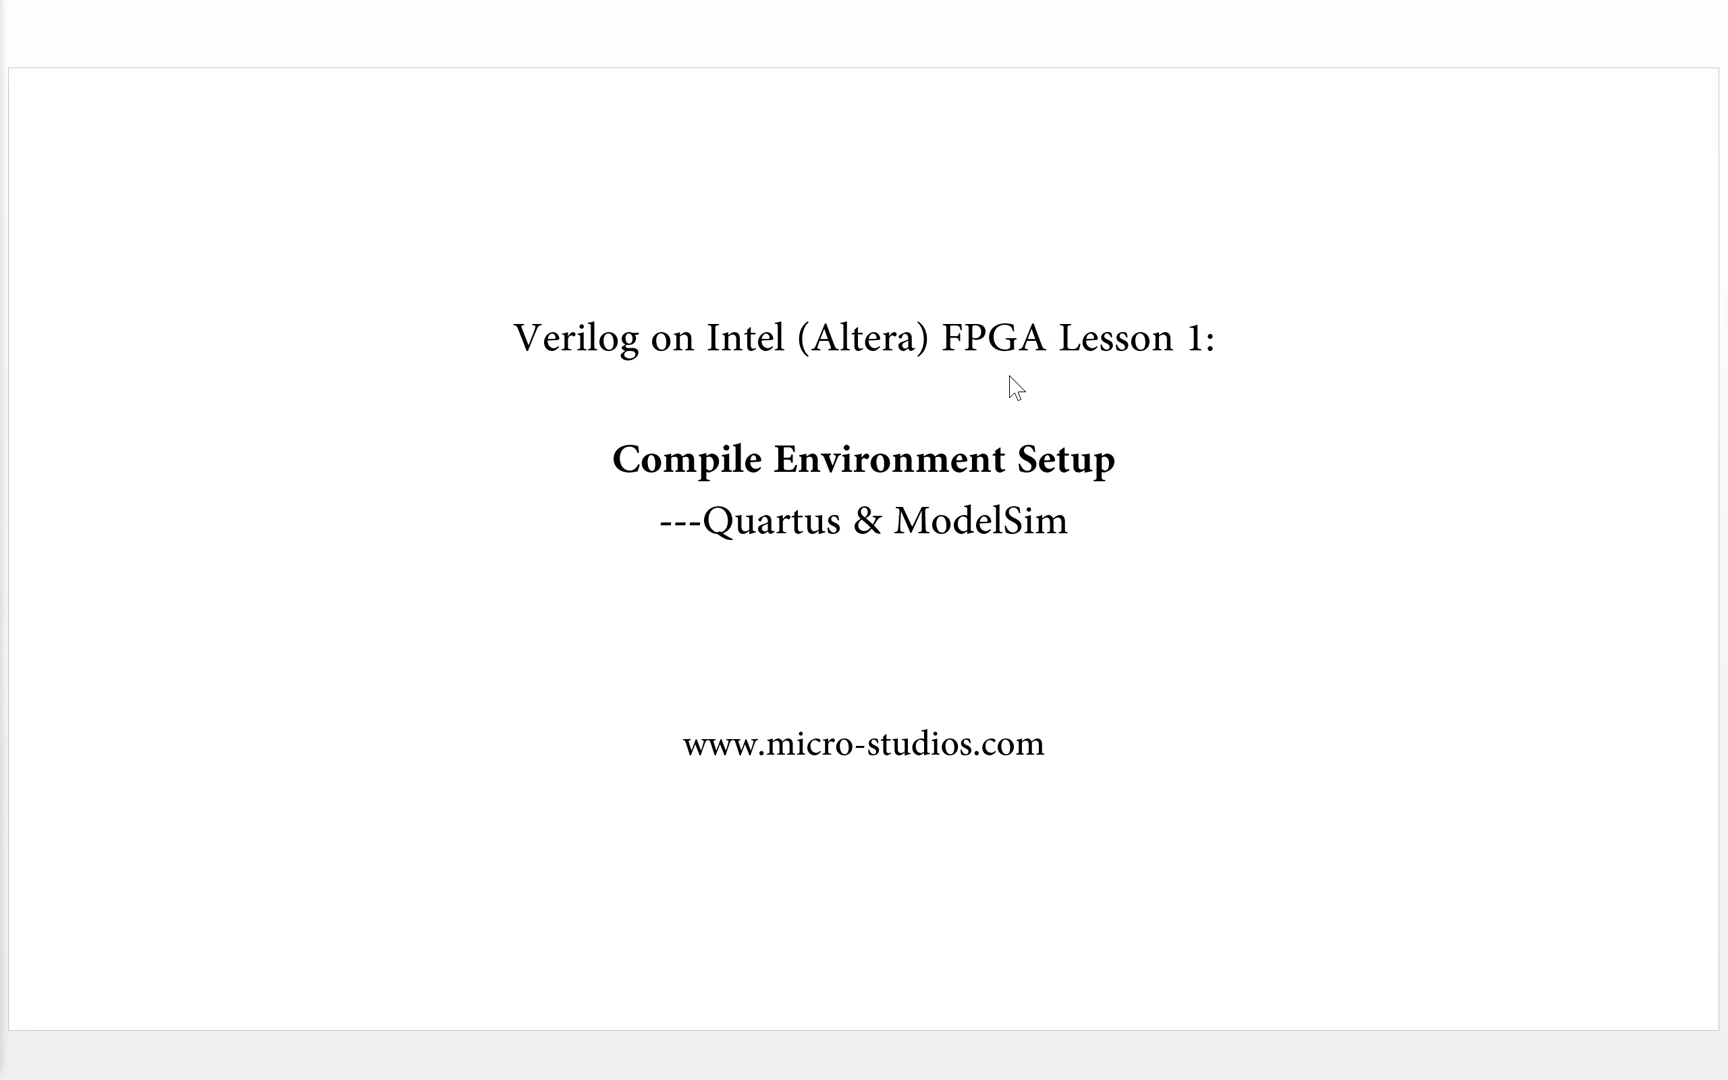 Verilog on Intel (Altera) FPGA Lesson 1:
Compile Environment Setup
---Quartus & ModelSim
www.micro-studios.com